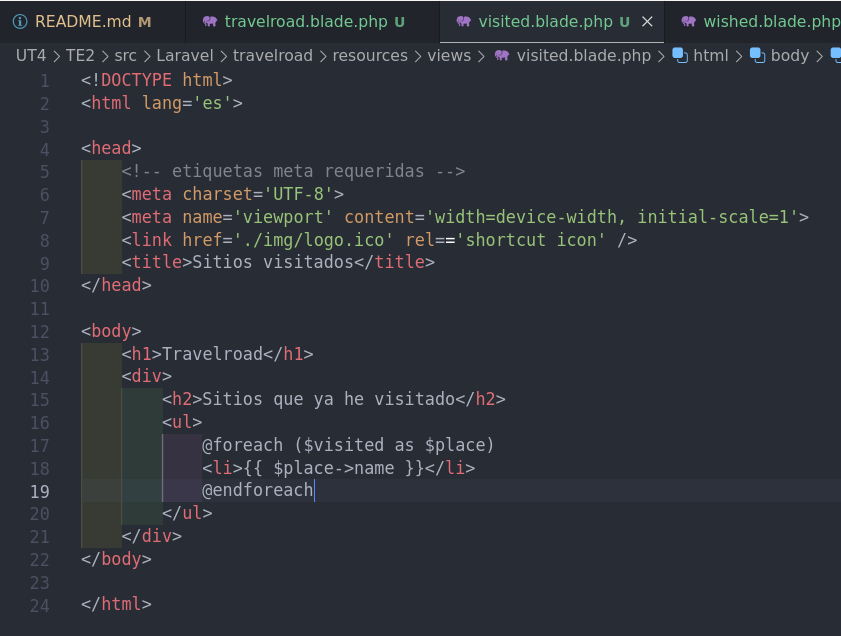 README.md M travelroad.blade.php U visited.blade.php U wished.blade.php
UT4 > TE2 > src > Laravel > travelroad > resources > views > visited.blade.php > html > body >
1 <!DOCTYPE html>
2 <html lang='es'>
3
4 <head>
5     <!-- etiquetas meta requeridas -->
6     <meta charset='UTF-8'>
7     <meta name='viewport' content='width=device-width, initial-scale=1'>
8     <link href='./img/logo.ico' rel=='shortcut icon' />
9     <title>Sitios visitados</title>
10 </head>
11
12 <body>
13     <h1>Travelroad</h1>
14     <div>
15         <h2>Sitios que ya he visitado</h2>
16         <ul>
17             @foreach ($visited as $place)
18             <li>{{ $place->name }}</li>
19             @endforeach
20         </ul>
21     </div>
22 </body>
23
24 </html>